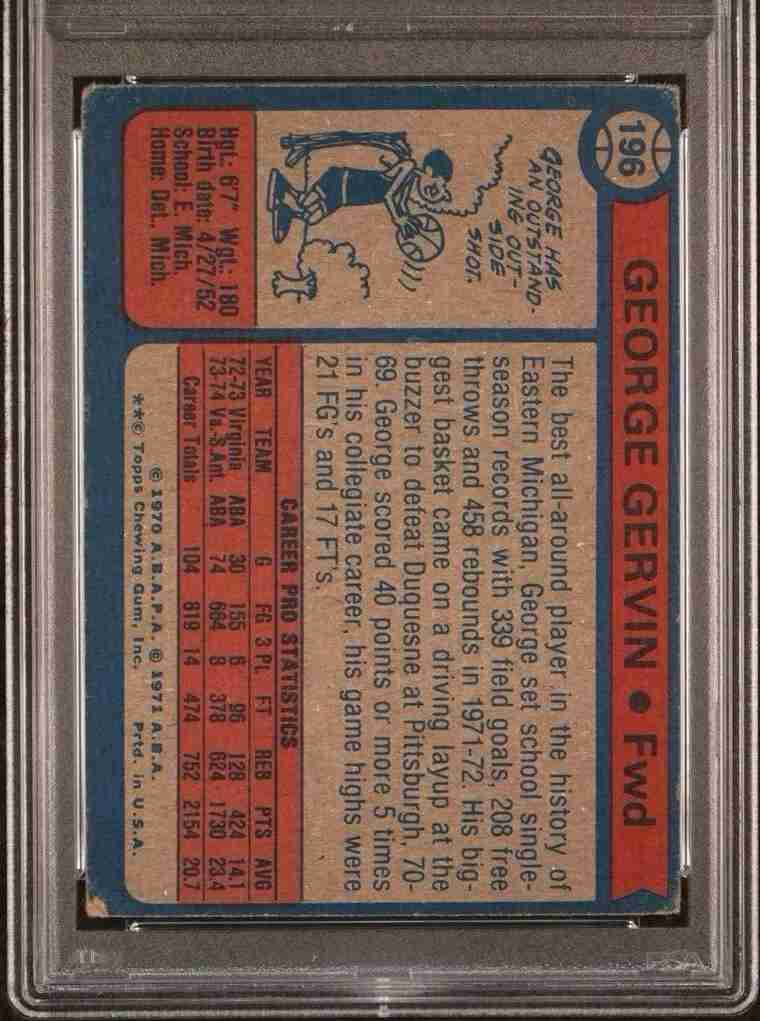 196
GEORGE GERVIN • Fwd
GEORGE HAS
AN OUTSTAND-
ING OUT-
SIDE
SHOT.
Hgt.: 6'7" Wgt.: 180
Birth date: 4/27/52
School: E. Mich.
Home: Det., Mich.
The best all-around player in the history of
Eastern Michigan, George set school single-
season records with 339 field goals, 208 free
throws and 458 rebounds in 1971-72. His big-
gest basket came on a driving layup at the
buzzer to defeat Duquesne at Pittsburgh, 70-
69. George scored 40 points or more 5 times
in his collegiate career, his game highs were
21 FG's and 17 FT's.
CAREER PRO STATISTICS
YEAR TEAM G FG 3 PL FT REB PTS AVG
72-73 Virginia ABA 30 155 6 96 128 424 14.1
73-74 Va.-S.Ant. ABA 74 664 8 378 624 1730 23.4
Career Totals 104 819 14 474 752 2154 20.7
© 1970 A.B.A.P.A. © 1971 A.B.A.
**© Topps Chewing Gum, Inc. Prtd. in U.S.A.
PSA